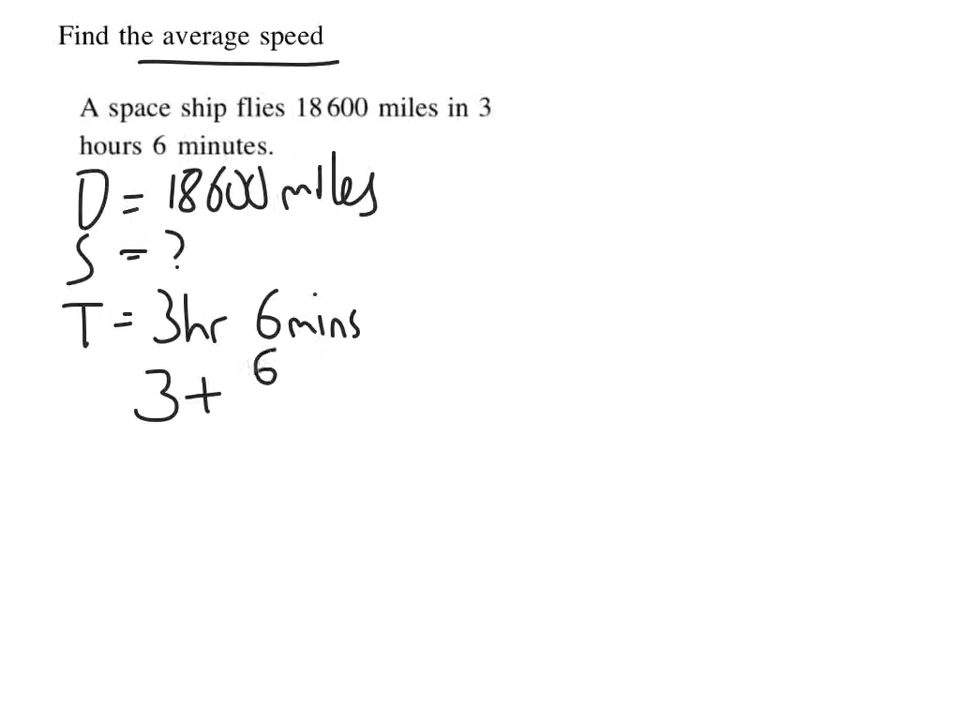 Find the average speed
A space ship flies 18 600 miles in 3
hours 6 minutes.
D = 18600 miles
S = ?
T = 3hr 6mins
3 + 6